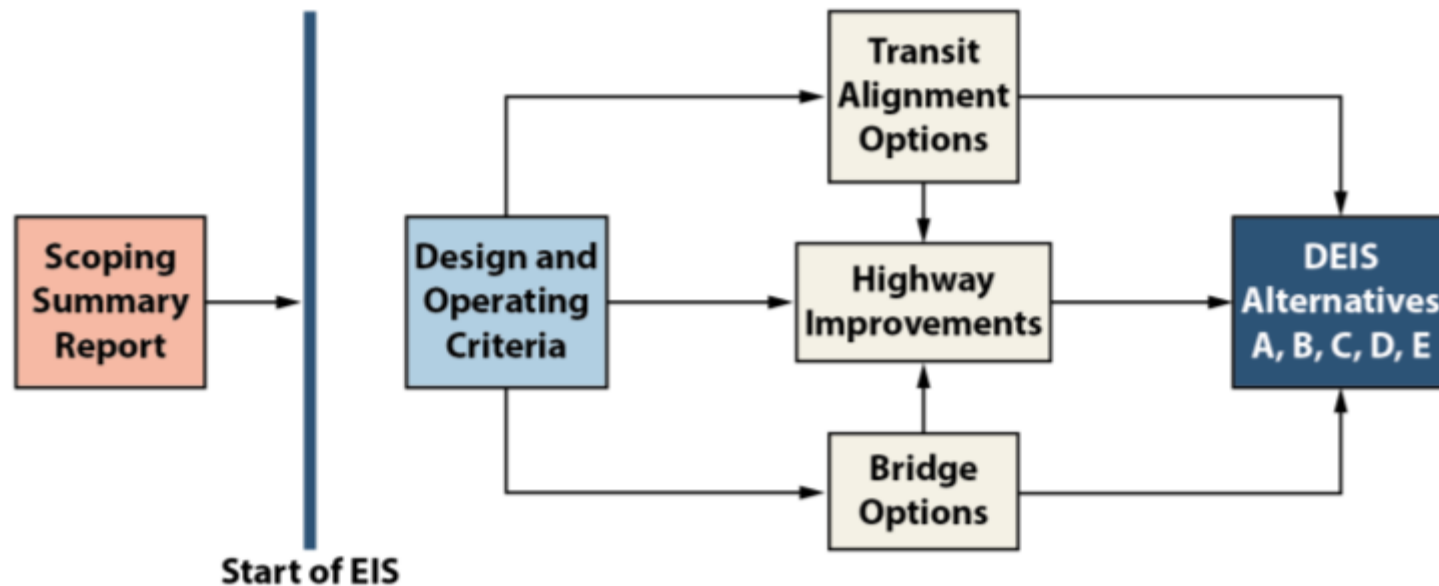 Transit
Alignment
Options
Scoping
Summary
Report
Design and
Operating
Criteria
Highway
Improvements
DEIS
Alternatives
A, B, C, D, E
Bridge
Options
Start of EIS